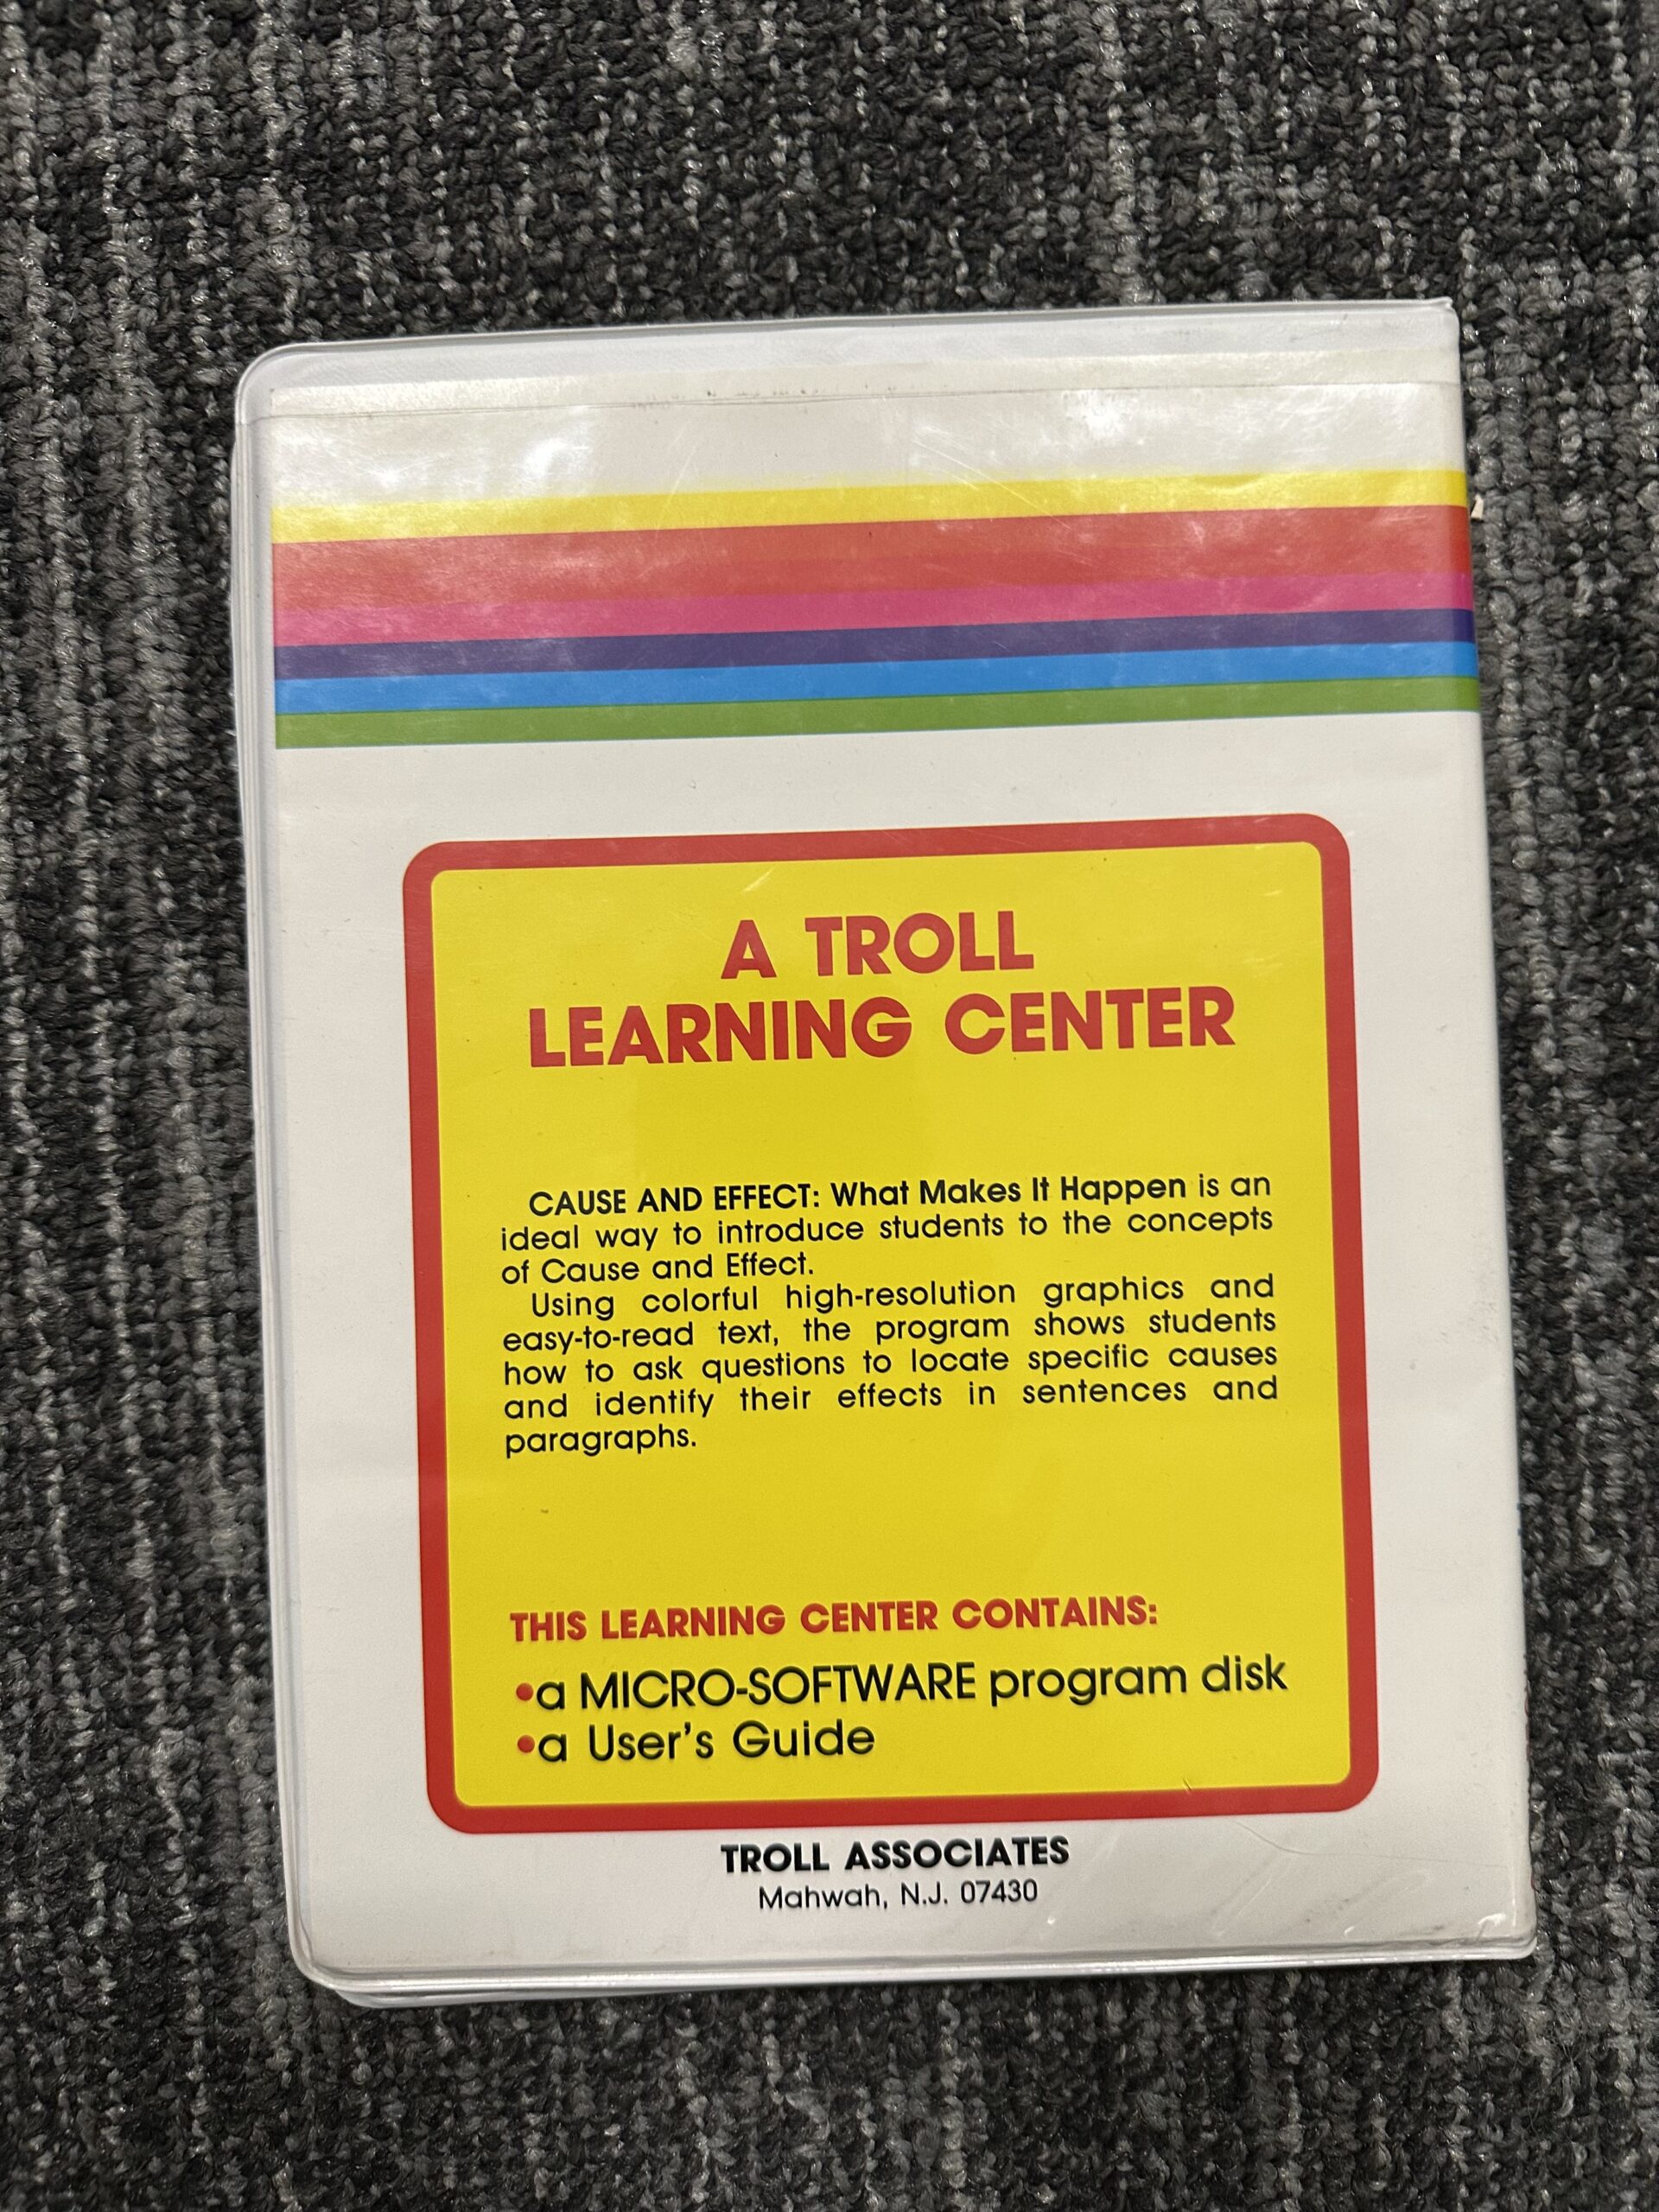 A TROLL
LEARNING CENTER
CAUSE AND EFFECT: What Makes It Happen is an
ideal way to introduce students to the concepts
of Cause and Effect.
Using colorful high-resolution graphics and
easy-to-read text, the program shows students
how to ask questions to locate specific causes
and identify their effects in sentences and
paragraphs.
THIS LEARNING CENTER CONTAINS:
•a MICRO-SOFTWARE program disk
•a User's Guide
TROLL ASSOCIATES
Mahwah, N.J. 07430